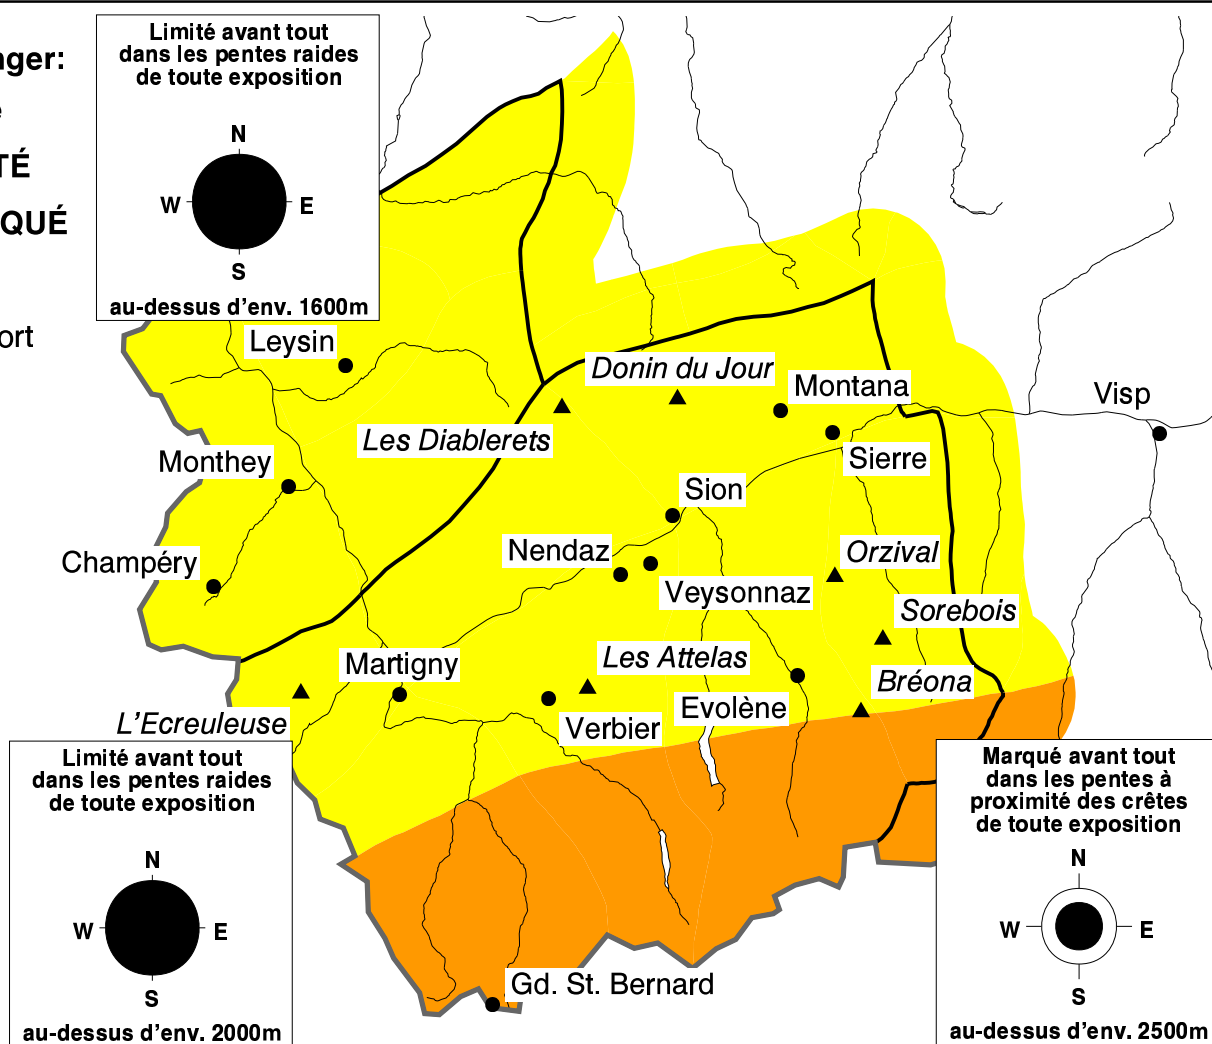 nger:
Limité avant tout
dans les pentes raides
de toute exposition
N
W
E
S
au-dessus d'env. 1600m
é
TÉ
QUÉ
ort
Leysin
Donin du Jour
Montana
Visp
Les Diablerets
Sierre
Monthey
Sion
Champéry
Nendaz
Orzival
Veysonnaz
Sorebois
Martigny
Les Attelas
Bréona
L'Ecreuleuse
Verbier
Evolène
Limité avant tout
dans les pentes raides
de toute exposition
N
W
E
S
au-dessus d'env. 2000m
Marqué avant tout
dans les pentes à
proximité des crêtes
de toute exposition
N
W
E
S
au-dessus d'env. 2500m
Gd. St. Bernard